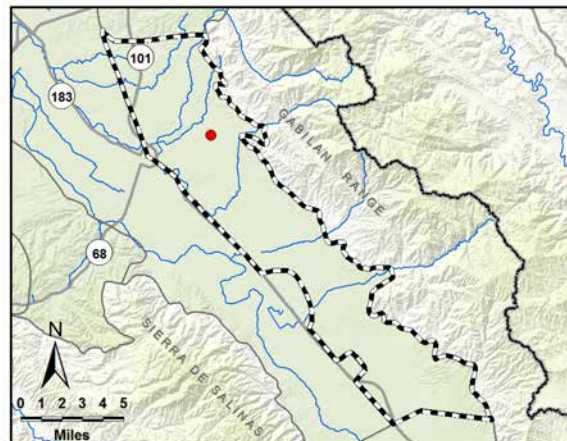 101
183
GABILAN RANGE
68
SIERRA DE SALINAS
N
0 1 2 3 4 5
Miles